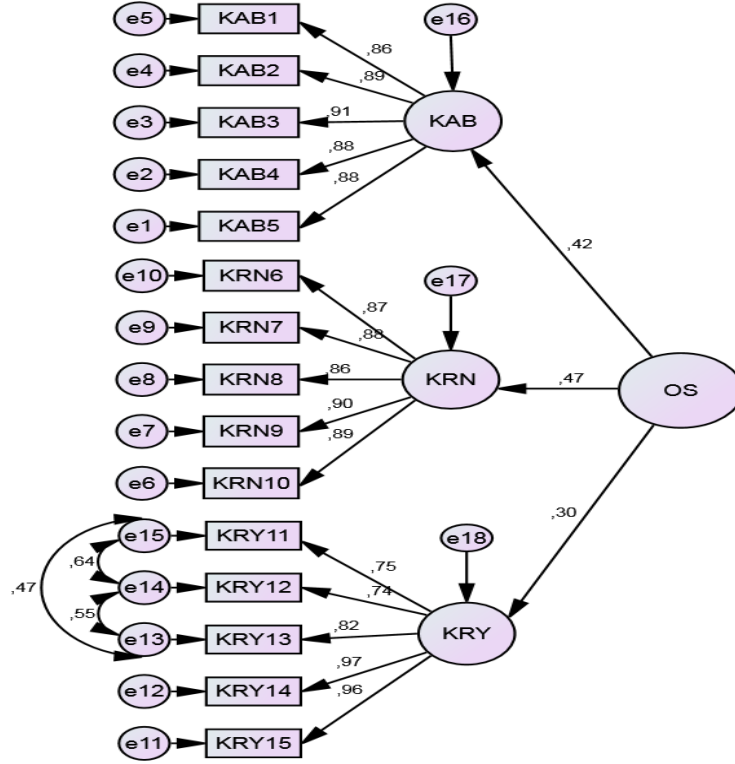 e5 KAB1
,86
e16
e4 KAB2
,89
e3 KAB3
,91
KAB
e2 KAB4
,88
e1 KAB5
,88
,42
e10 KRN6
,87
e17
e9 KRN7
,88
e8 KRN8
,86
KRN
,47
OS
e7 KRN9
,90
e6 KRN10
,89
,30
e15 KRY11
,75
e18
,64
,47
e14 KRY12
,74
,55
e13 KRY13
,82
KRY
e12 KRY14
,97
e11 KRY15
,96